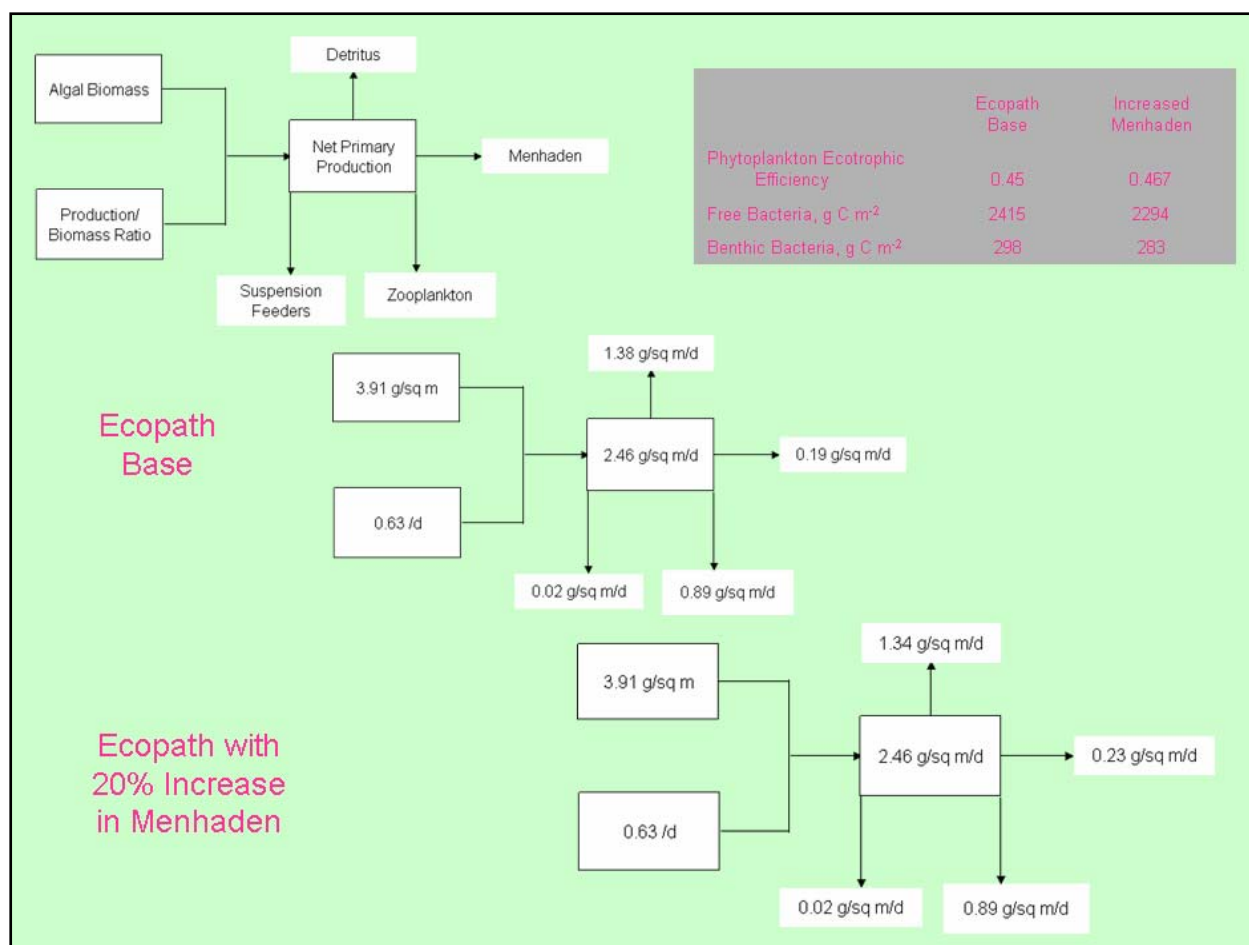 Detritus
Algal Biomass
Net Primary
Production
Menhaden
Production/
Biomass Ratio
Suspension
Feeders
Zooplankton
Ecopath
Base
Increased
Menhaden
Phytoplankton Ecotrophic
Efficiency
0.45
0.467
Free Bacteria, g C m⁻²
2415
2294
Benthic Bacteria, g C m⁻²
298
283
Ecopath
Base
1.38 g/sq m/d
3.91 g/sq m
2.46 g/sq m/d
0.19 g/sq m/d
0.63 /d
0.02 g/sq m/d
0.89 g/sq m/d
Ecopath with
20% Increase
in Menhaden
1.34 g/sq m/d
3.91 g/sq m
2.46 g/sq m/d
0.23 g/sq m/d
0.63 /d
0.02 g/sq m/d
0.89 g/sq m/d